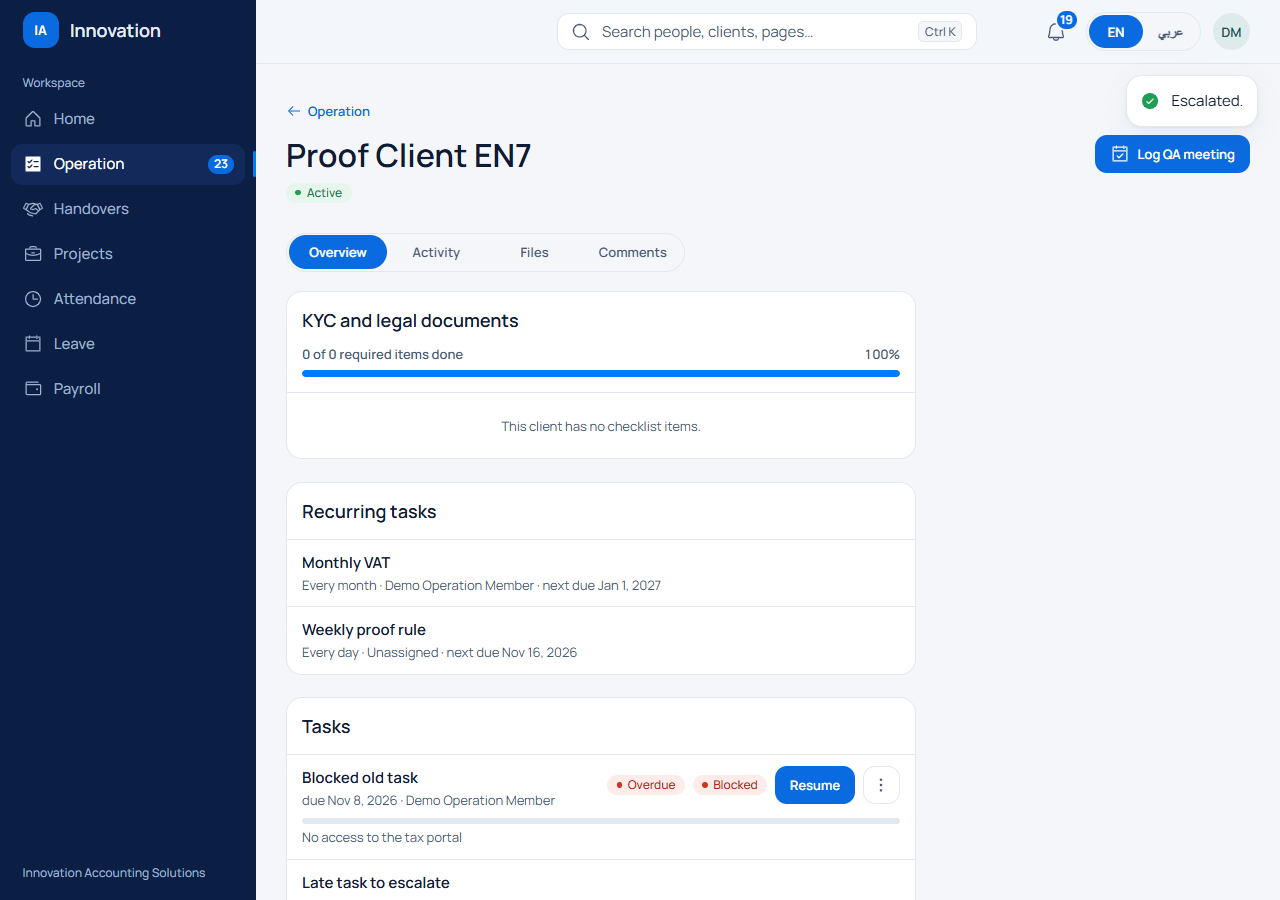 IA Innovation
Search people, clients, pages... Ctrl K
19
EN عربي DM
Workspace
Home
Operation 23
Handovers
Projects
Attendance
Leave
Payroll
Innovation Accounting Solutions
Escalated.
Operation
Proof Client EN7
Log QA meeting
Active
Overview Activity Files Comments
KYC and legal documents
0 of 0 required items done 100%
This client has no checklist items.
Recurring tasks
Monthly VAT
Every month · Demo Operation Member · next due Jan 1, 2027
Weekly proof rule
Every day · Unassigned · next due Nov 16, 2026
Tasks
Blocked old task
Overdue Blocked Resume
due Nov 8, 2026 · Demo Operation Member
No access to the tax portal
Late task to escalate